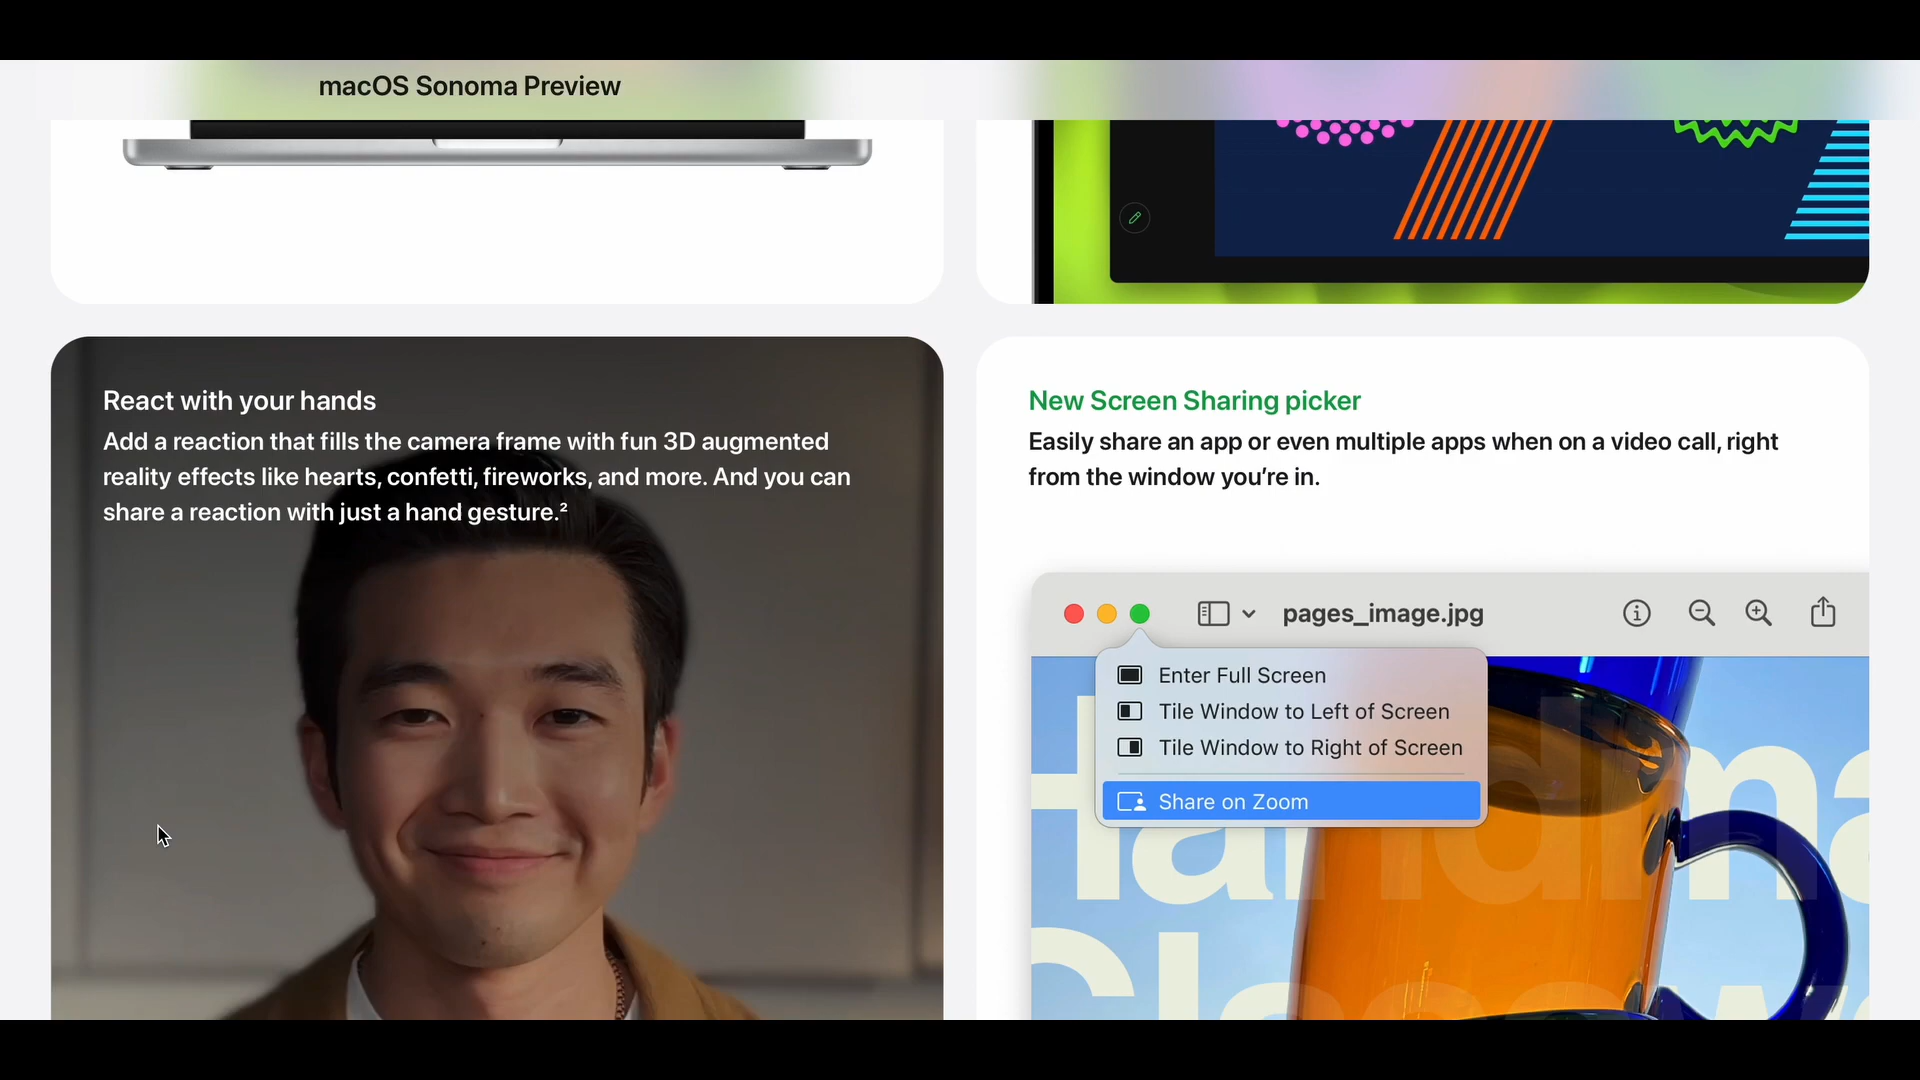 macOS Sonoma Preview
React with your hands
Add a reaction that fills the camera frame with fun 3D augmented
reality effects like hearts, confetti, fireworks, and more. And you can
share a reaction with just a hand gesture.²
New Screen Sharing picker
Easily share an app or even multiple apps when on a video call, right
from the window you’re in.
pages_image.jpg
Enter Full Screen
Tile Window to Left of Screen
Tile Window to Right of Screen
Share on Zoom
Handma